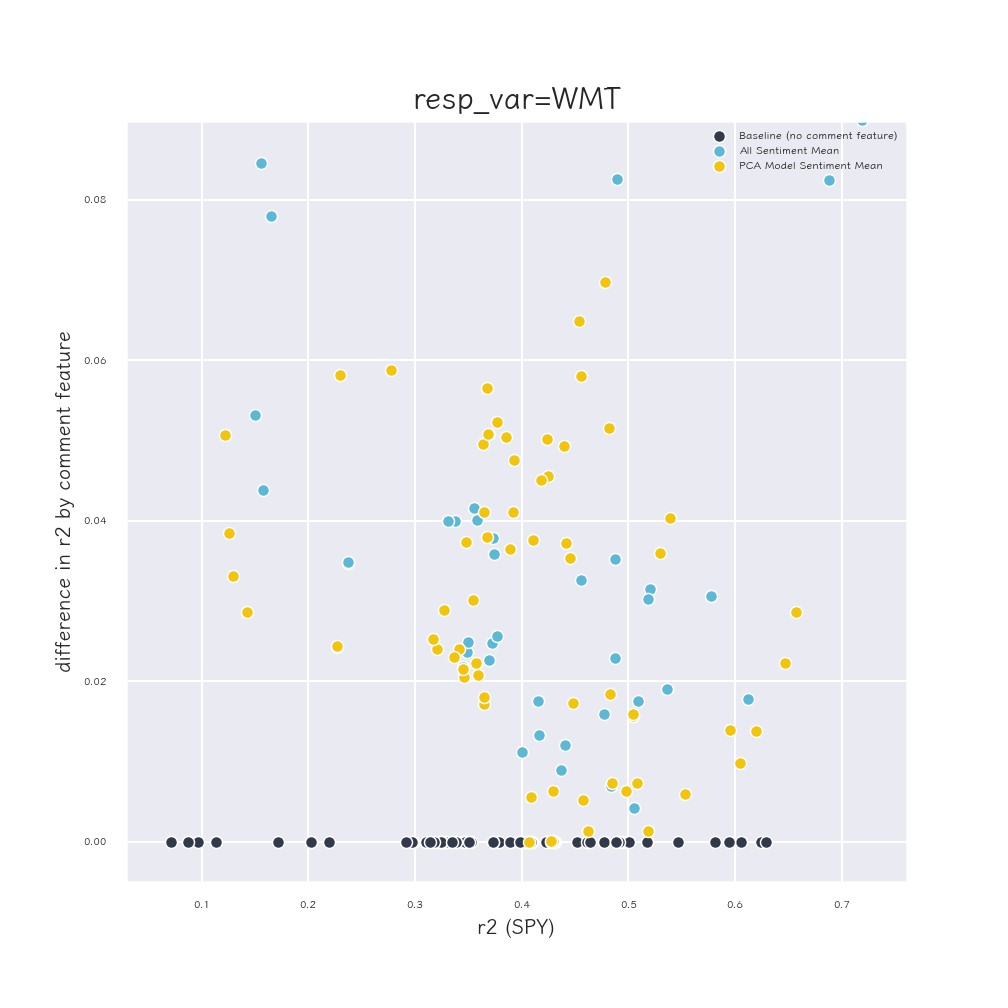 resp_var=WMT
Baseline (no comment feature)
All Sentiment Mean
PCA Model Sentiment Mean
0.08
0.06
0.04
0.02
0.00
difference in r2 by comment feature
0.1 0.2 0.3 0.4 0.5 0.6 0.7
r2 (SPY)